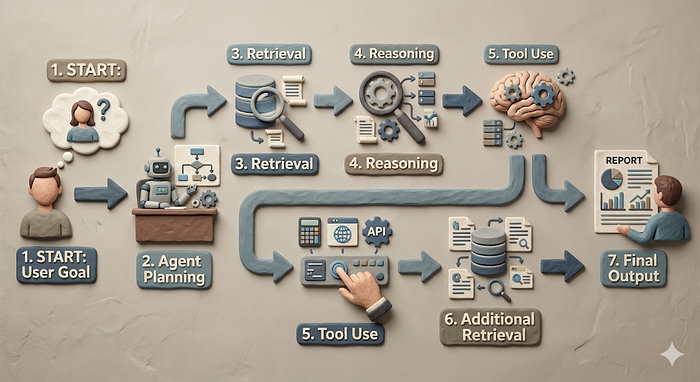 1. START:
3. Retrieval
4. Reasoning
5. Tool Use
3. Retrieval
4. Reasoning
REPORT
1. START:
User Goal
2. Agent
Planning
API
5. Tool Use
6. Additional
Retrieval
7. Final
Output
?